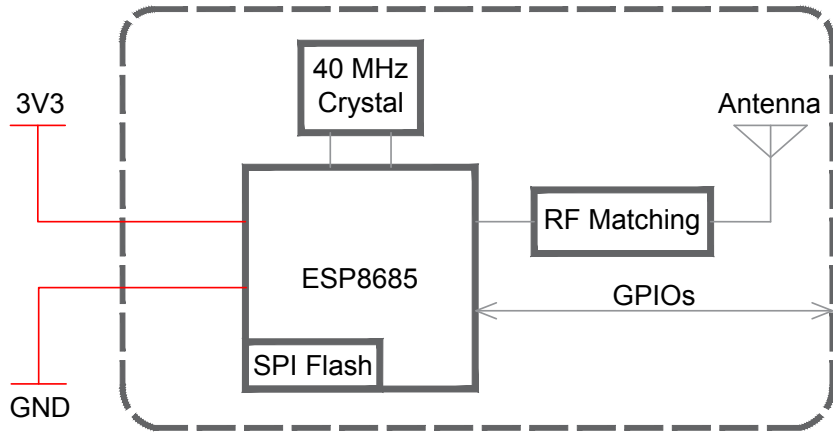 40 MHz
Crystal
3V3
Antenna
RF Matching
ESP8685
GPIOs
SPI Flash
GND